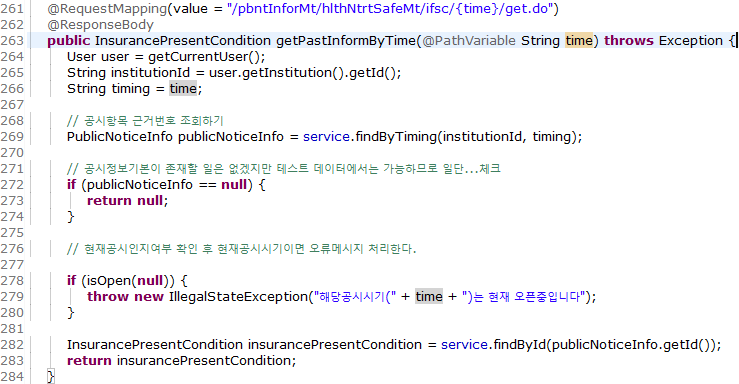 261 @RequestMapping(value = "/pbntInforMt/hlthNtrtSafeMt/ifsc/{time}/get.do")
262 @ResponseBody
263 public InsurancePresentCondition getPastInformByTime(@PathVariable String time) throws Exception {
264 User user = getCurrentUser();
265 String institutionId = user.getInstitution().getId();
266 String timing = time;
267
268 // 공시항목 근거번호 조회하기
269 PublicNoticeInfo publicNoticeInfo = service.findByTiming(institutionId, timing);
270
271 // 공시정보기본이 존재할 일은 없겠지만 테스트 데이터에서는 가능하므로 일단...체크
272 if (publicNoticeInfo == null) {
273 return null;
274 }
275
276 // 현재공시인지여부 확인 후 현재공시시기이면 오류메시지 처리한다.
277
278 if (isOpen(null)) {
279 throw new IllegalStateException("해당공시시기(" + time + ")는 현재 오픈중입니다");
280 }
281
282 InsurancePresentCondition insurancePresentCondition = service.findById(publicNoticeInfo.getId());
283 return insurancePresentCondition;
284 }